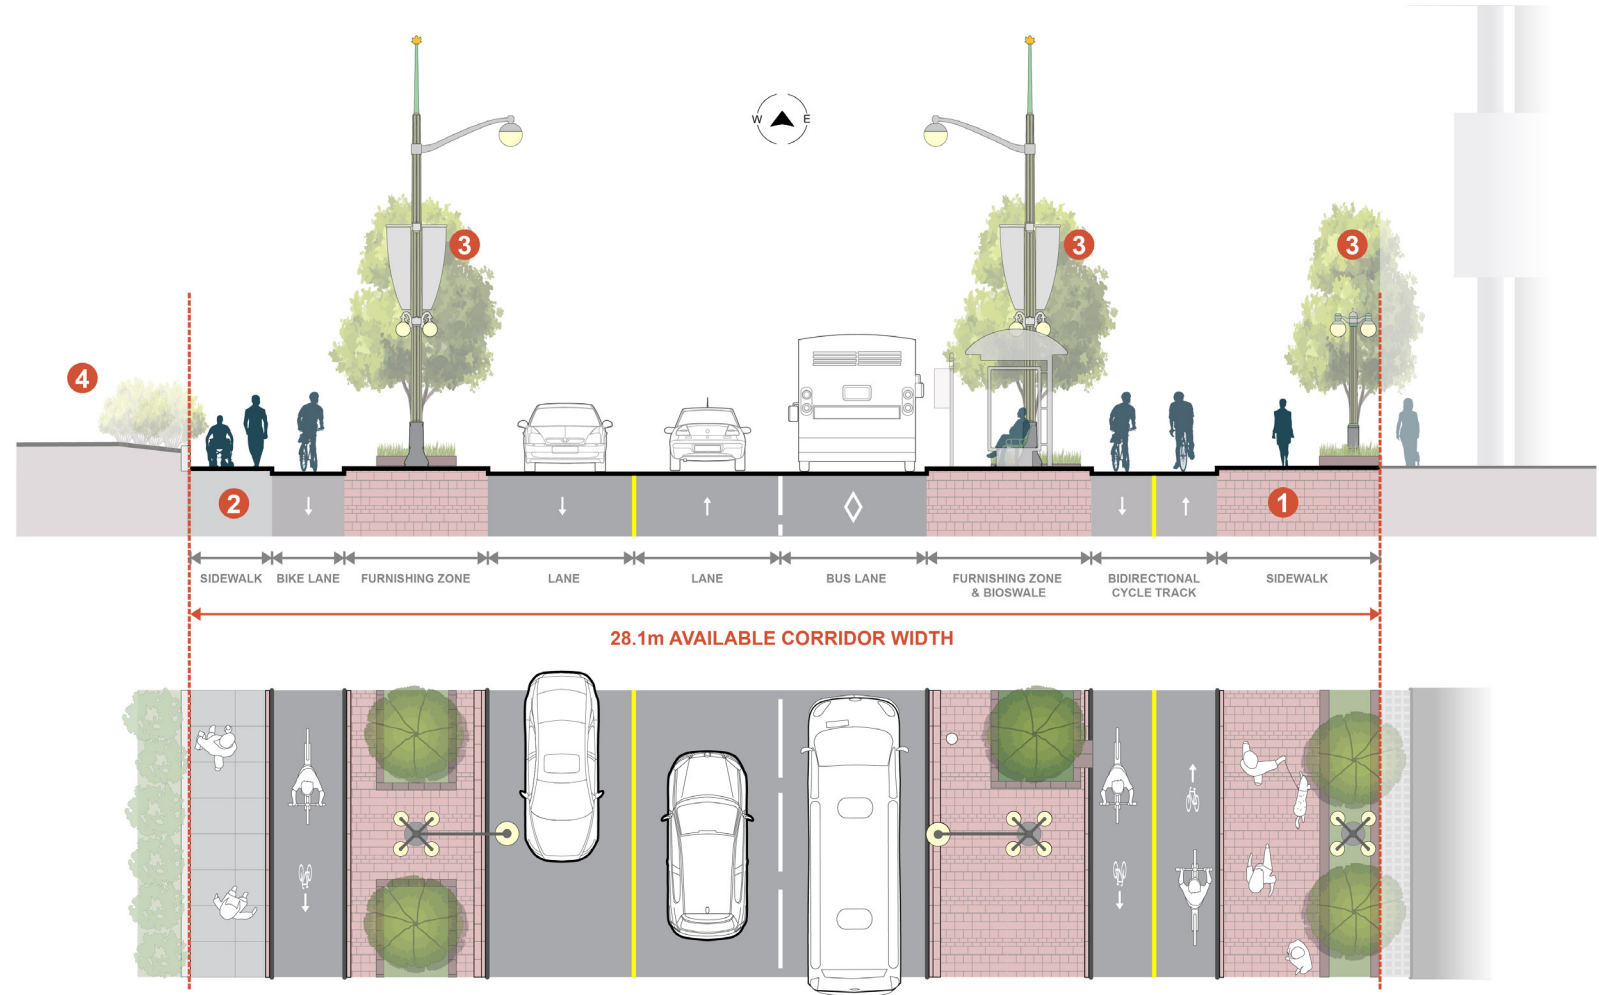 W E
3
3
3
4
2
1
SIDEWALK
BIKE LANE
FURNISHING ZONE
LANE
LANE
BUS LANE
FURNISHING ZONE
& BIOSWALE
BIDIRECTIONAL
CYCLE TRACK
SIDEWALK
28.1m AVAILABLE CORRIDOR WIDTH